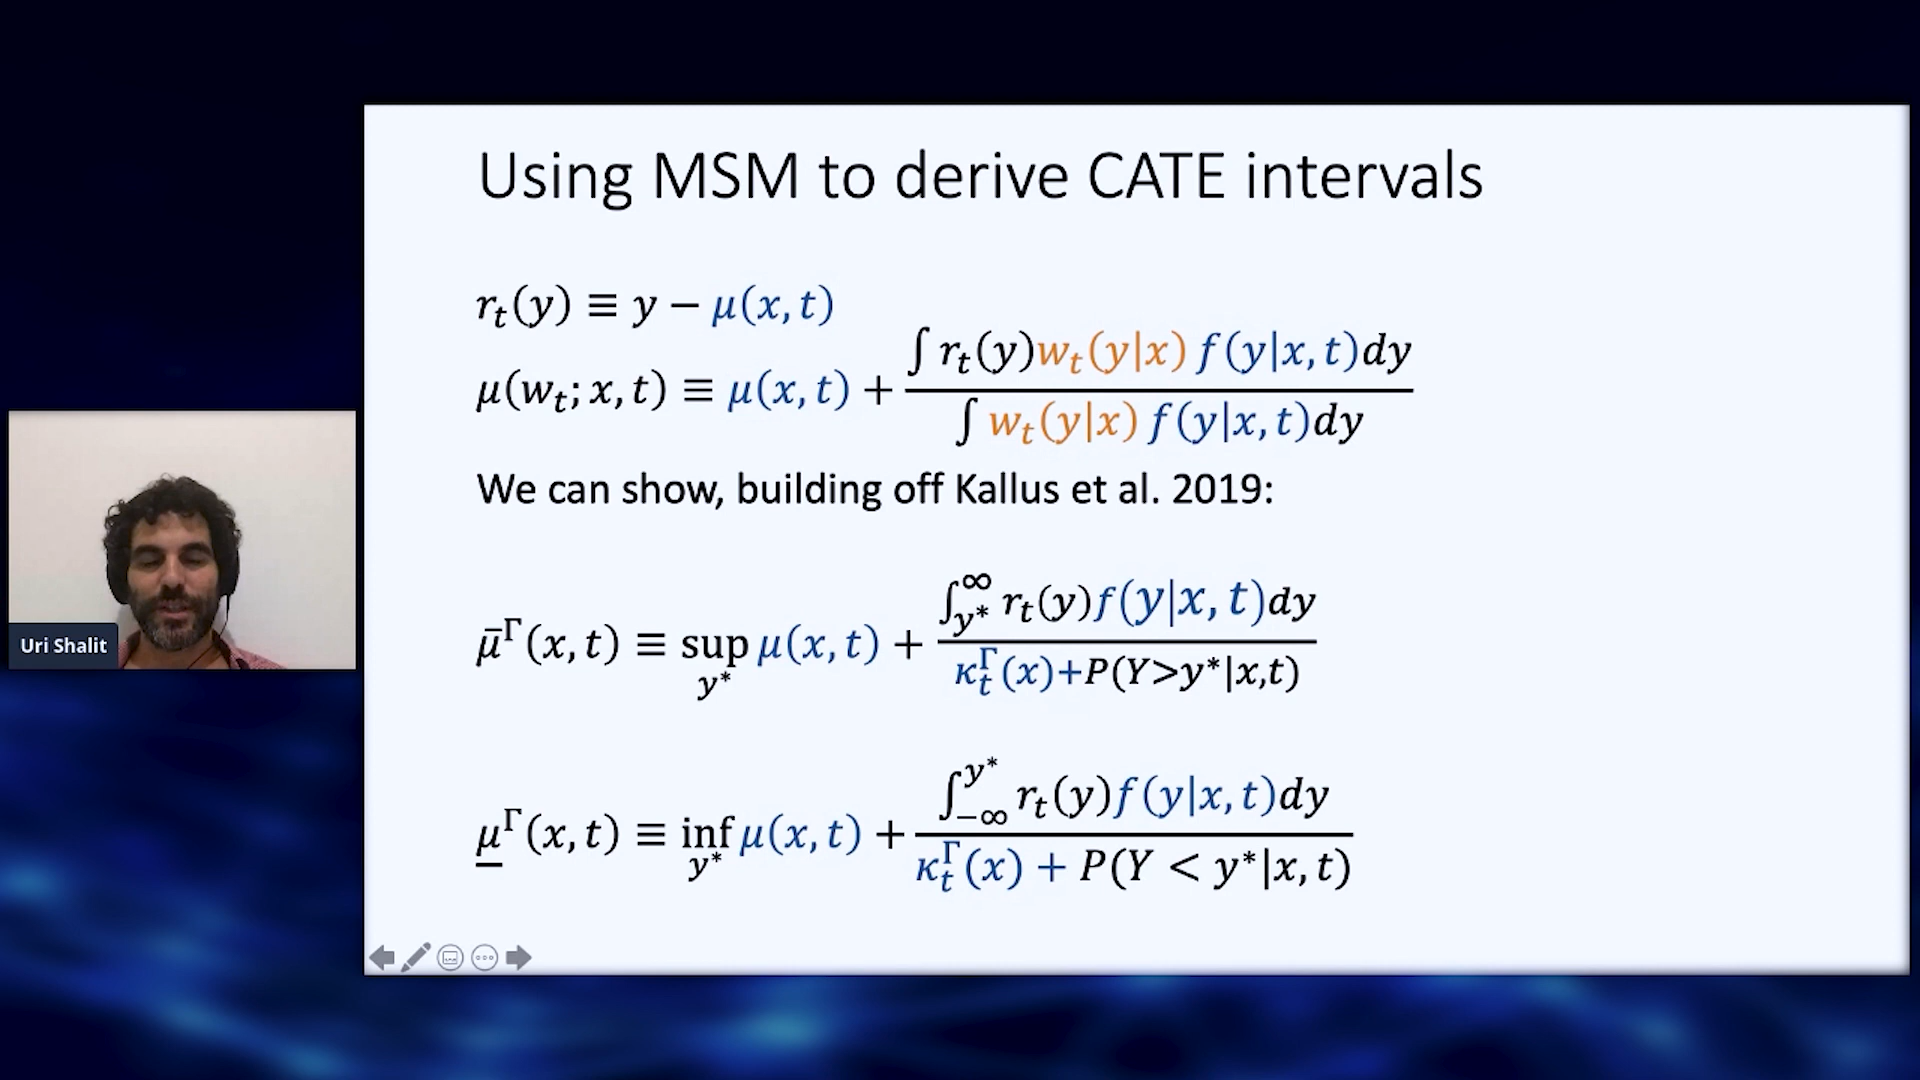 Using MSM to derive CATE intervals
r_t(y) ≡ y − μ(x, t)
μ(w_t; x, t) ≡ μ(x, t) + ∫ r_t(y)w_t(y|x) f(y|x, t)dy / ∫ w_t(y|x) f(y|x, t)dy
We can show, building off Kallus et al. 2019:
μ̄^Γ(x, t) ≡ sup_{y*} μ(x, t) + ∫_{y*}^{∞} r_t(y)f(y|x, t)dy / κ_t^Γ(x)+P(Y>y*|x,t)
μ̲^Γ(x, t) ≡ inf_{y*} μ(x, t) + ∫_{−∞}^{y*} r_t(y)f(y|x, t)dy / κ_t^Γ(x) + P(Y < y*|x, t)
Uri Shalit